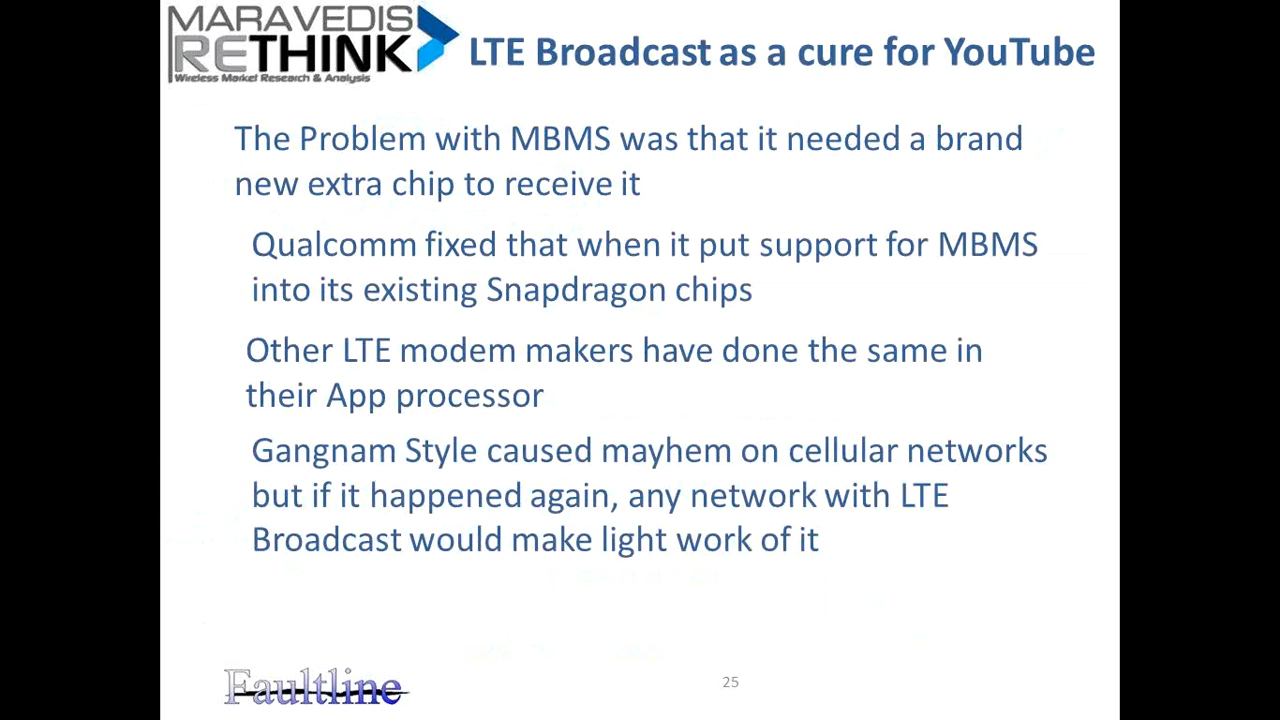 MARAVEDIS
RETHINK
Wireless Market Research & Analysis
LTE Broadcast as a cure for YouTube
The Problem with MBMS was that it needed a brand
new extra chip to receive it
Qualcomm fixed that when it put support for MBMS
into its existing Snapdragon chips
Other LTE modem makers have done the same in
their App processor
Gangnam Style caused mayhem on cellular networks
but if it happened again, any network with LTE
Broadcast would make light work of it
Faultline
25